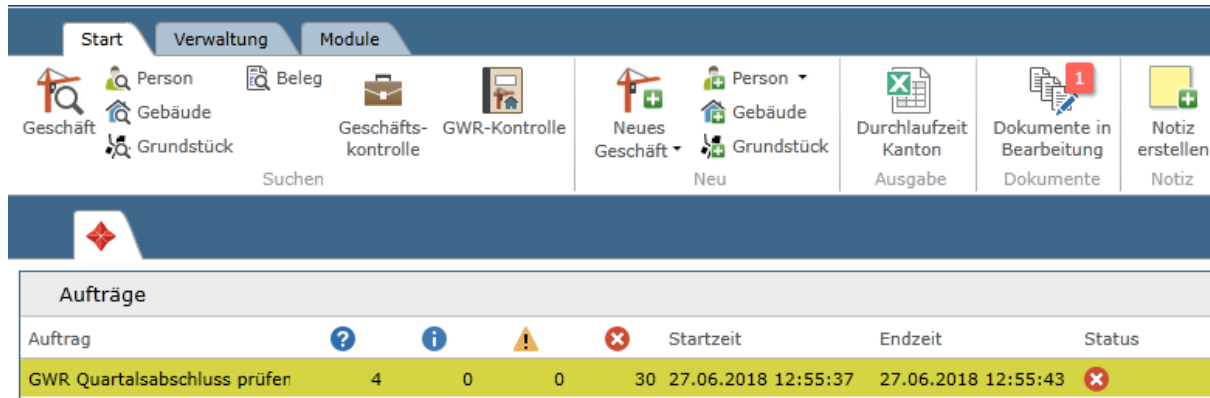 Start Verwaltung Module
Person Beleg Person 1
Gebäude Gebäude
Geschäft Geschäfts- GWR-Kontrolle Neues Durchlaufzeit Dokumente in Notiz
Grundstück kontrolle Geschäft Grundstück Kanton Bearbeitung erstellen
Suchen Neu Ausgabe Dokumente Notiz
Aufträge
Auftrag Startzeit Endzeit Status
GWR Quartalsabschluss prüfen 4 0 0 30 27.06.2018 12:55:37 27.06.2018 12:55:43